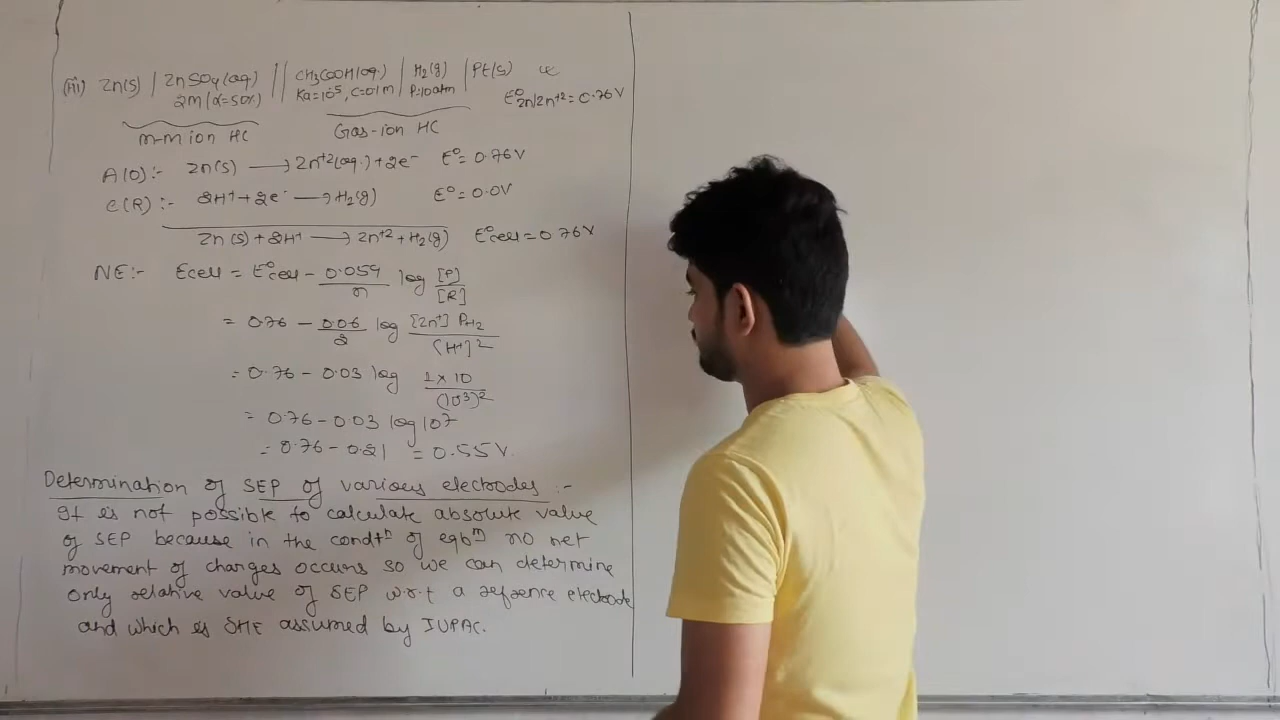 (iii) Zn(s) | ZnSO4(aq) || CH3COOH(aq) | H2(g) | Pt(s)
2M(α=50%) Ka=10-5, C=0.1m P=10atm E°Zn/Zn+2=0.76V
m-m ion HC Gas-ion HC
A(O):- Zn(s) → Zn+2(aq.)+2e- E°=0.76V
C(R):- 2H++2e- → H2(g) E°=0.0V
Zn(s)+2H+ → Zn+2+H2(g) E°cell=0.76V
NE:- Ecell = E°cell - 0.059/n log [P]/[R]
= 0.76 - 0.06/2 log [Zn+] PH2/[H+]2
= 0.76 - 0.03 log 1×10/(10-3)2
= 0.76-0.03 log 10^7
= 0.76-0.21 = 0.55V.
Determination of SEP of various electrodes :-
It is not possible to calculate absolute value
of SEP because in the condtn of eqbm no net
movement of charges occurs so we can determine
only relative value of SEP w.r.t a refrence electrode
and which is SHE assumed by IUPAC.